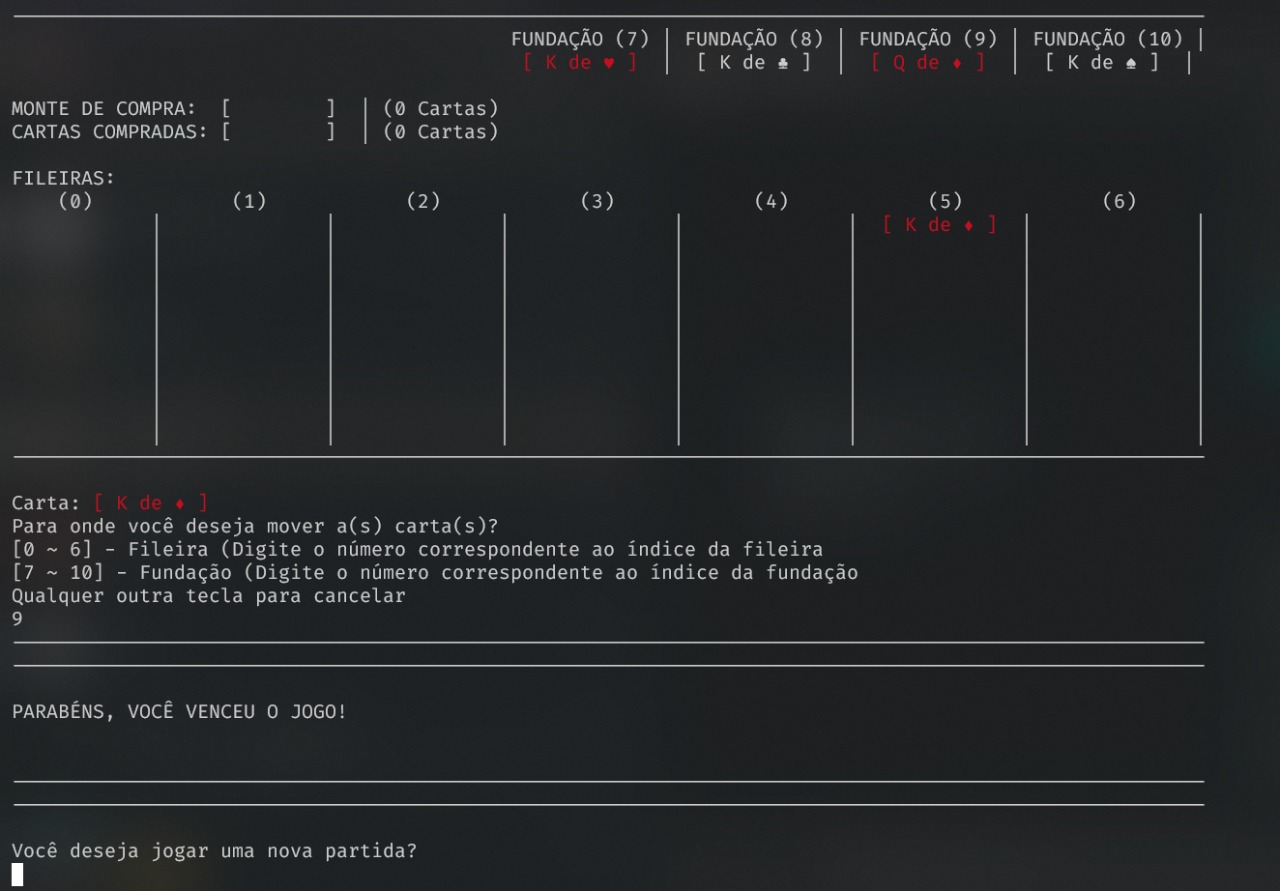 FUNDAÇÃO (7) | FUNDAÇÃO (8) | FUNDAÇÃO (9) | FUNDAÇÃO (10) |
[ K de ♥ ] | [ K de ♣ ] | [ Q de ♦ ] | [ K de ♠ ] |
MONTE DE COMPRA: [ ] | (0 Cartas)
CARTAS COMPRADAS: [ ] | (0 Cartas)
FILEIRAS:
(0) (1) (2) (3) (4) (5) (6)
[ K de ♦ ]
Carta: [ K de ♦ ]
Para onde você deseja mover a(s) carta(s)?
[0 ~ 6] - Fileira (Digite o número correspondente ao índice da fileira
[7 ~ 10] - Fundação (Digite o número correspondente ao índice da fundação
Qualquer outra tecla para cancelar
9
PARABÉNS, VOCÊ VENCEU O JOGO!
Você deseja jogar uma nova partida?